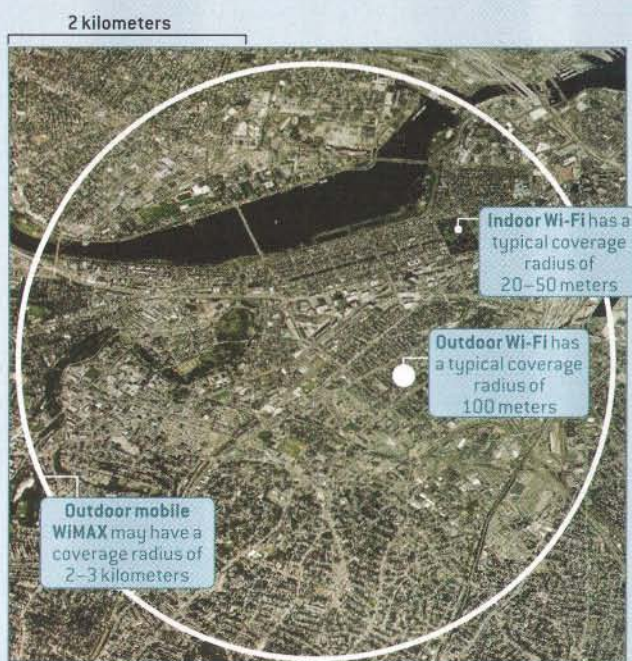 2 kilometers
Indoor Wi-Fi has a
typical coverage
radius of
20–50 meters
Outdoor Wi-Fi has
a typical coverage
radius of
100 meters
Outdoor mobile
WiMAX may have a
coverage radius of
2–3 kilometers